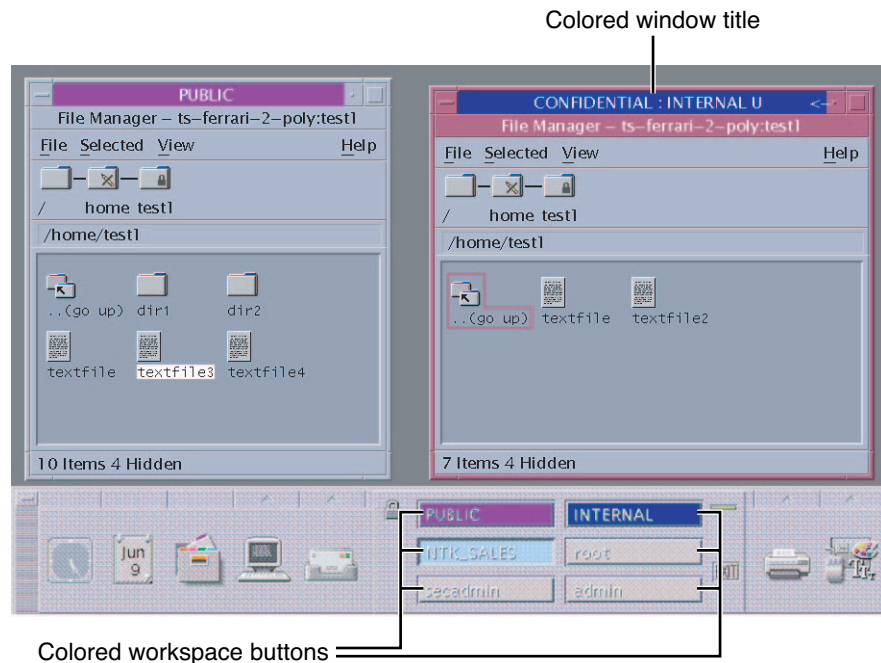 Colored window title
PUBLIC
File Manager – ts–ferrari–2–poly:test1
File Selected View Help
/ home test1
/home/test1
..(go up) dir1 dir2
textfile textfile3 textfile4
10 Items 4 Hidden
CONFIDENTIAL : INTERNAL U <–
File Manager – ts–ferrari–2–poly:test1
File Selected View Help
/ home test1
/home/test1
..(go up) textfile textfile2
7 Items 4 Hidden
Jun
9
PUBLIC INTERNAL
NTK_SALES root
secadmin admin
EXIT
Colored workspace buttons